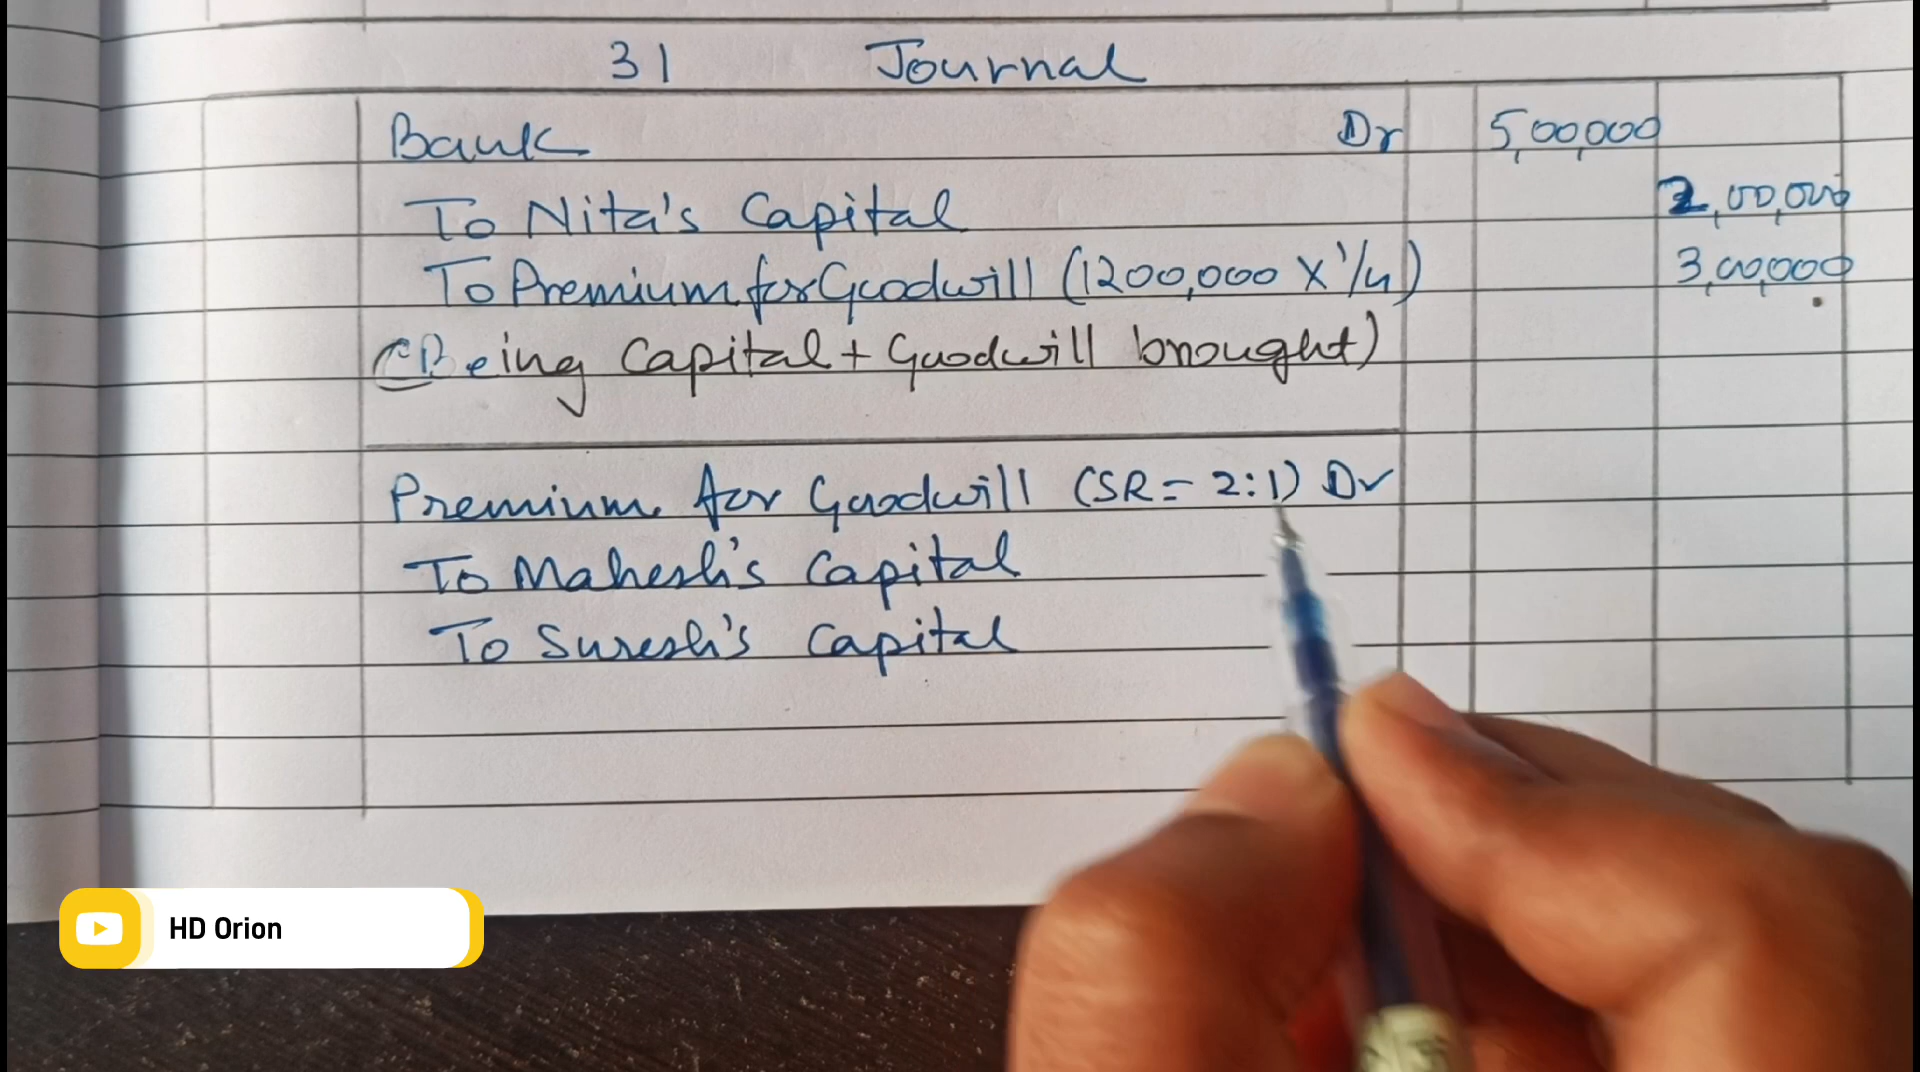 31 Journal
Bank Dr 5,00,000
To Nita's Capital 2,00,000
To Premium for Goodwill (1200,000 X 1/4) 3,00,000
(Being Capital + Goodwill brought)
Premium for Goodwill (SR = 2:1) Dr
To Mahesh's Capital
To Suresh's Capital
HD Orion